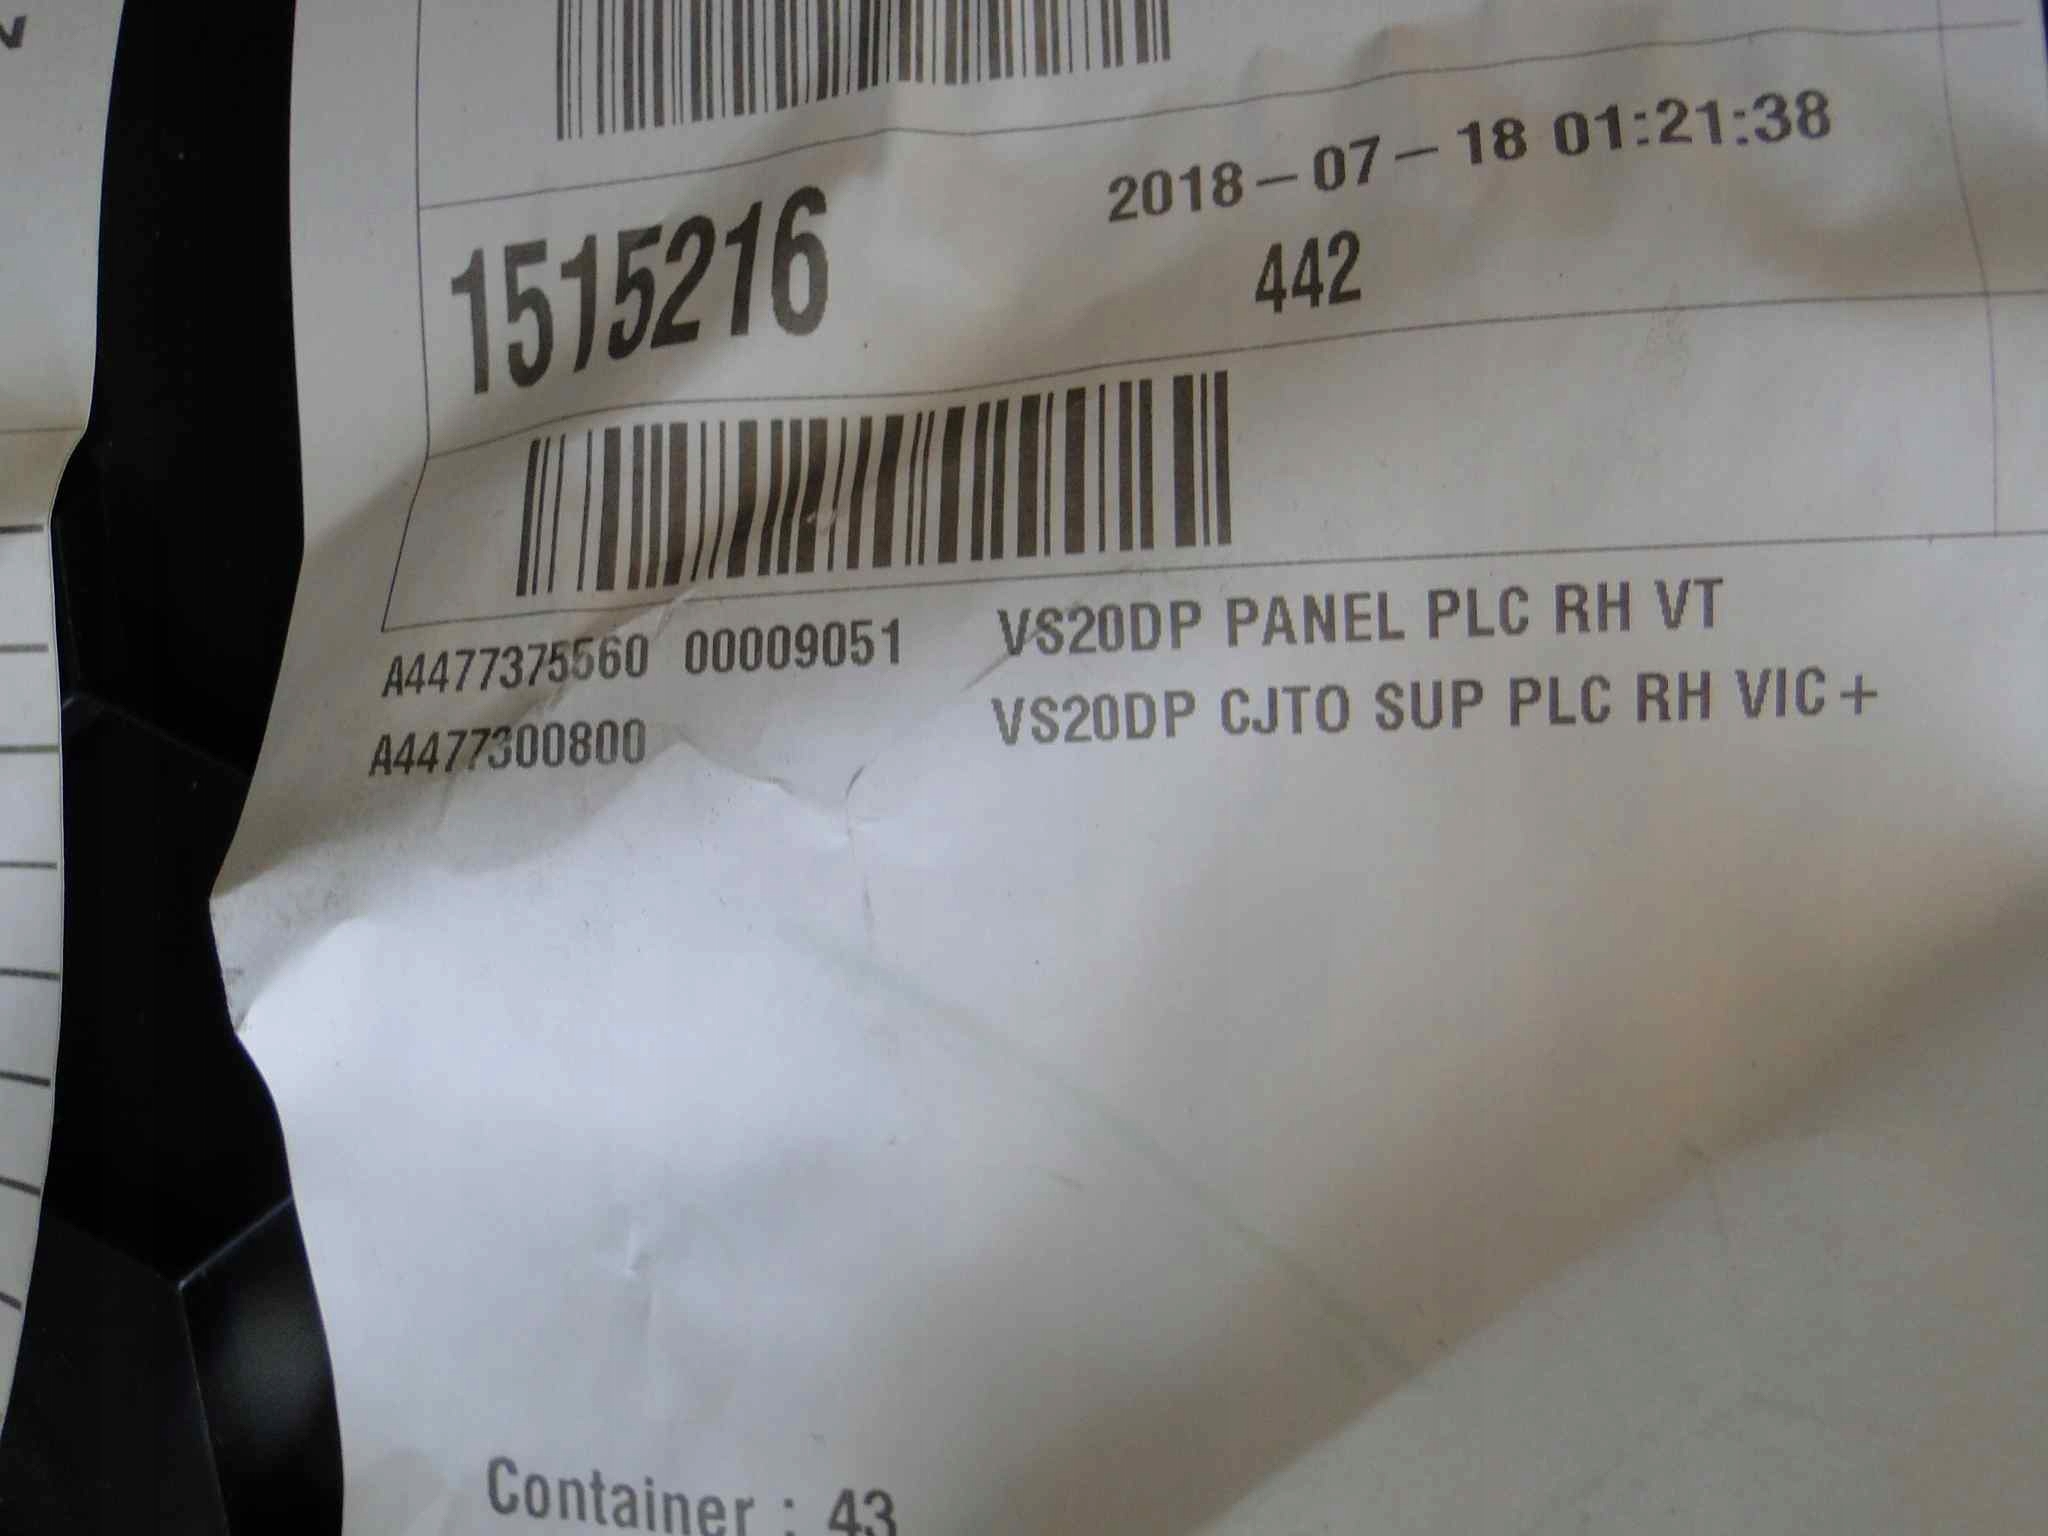 2018-07-18 01:21:38
1515216 442
A4477375560 00009051 VS20DP PANEL PLC RH VT
A4477300800 VS20DP CJTO SUP PLC RH VIC+
Container : 43